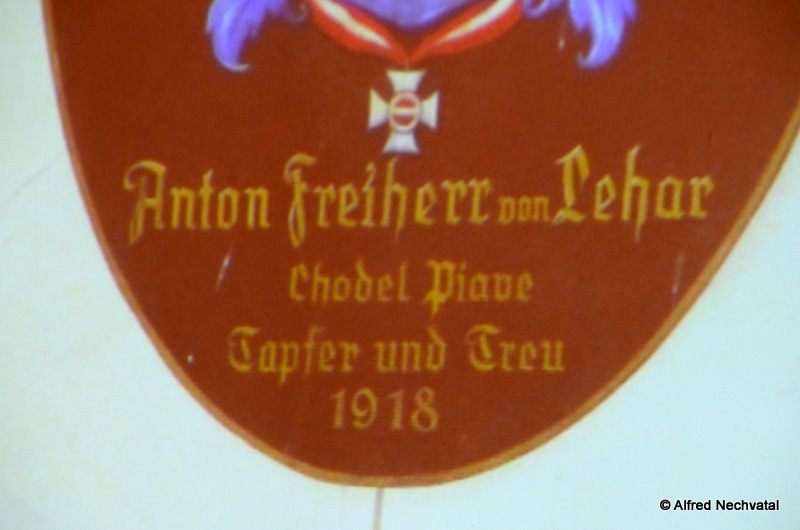 Anton Freiherr von Lehar
Chodel Piave
Tapfer und Treu
1918
© Alfred Nechvatal